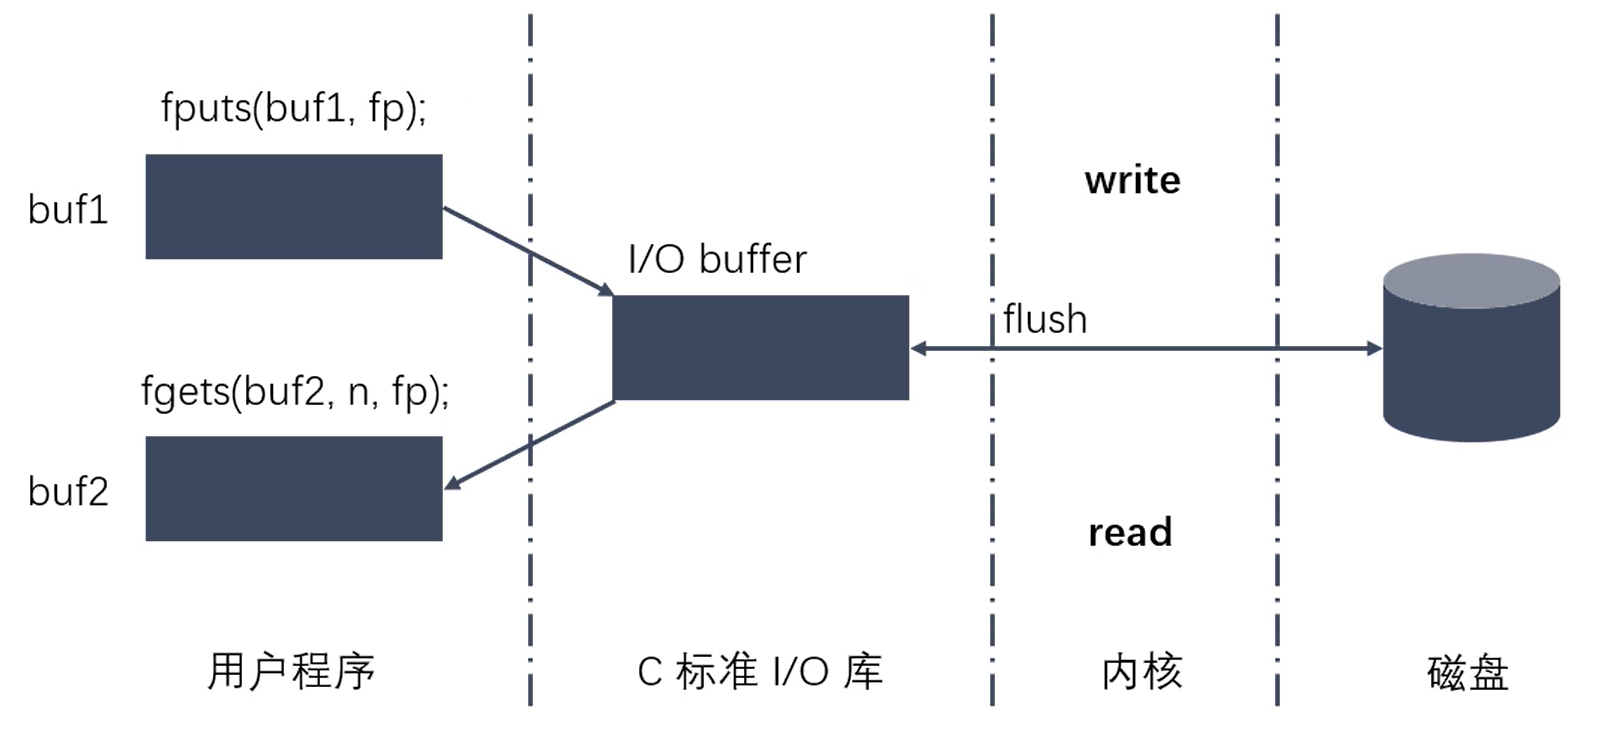 fputs(buf1, fp);
buf1
write
I/O buffer
flush
fgets(buf2, n, fp);
buf2
read
用户程序
C 标准 I/O 库
内核
磁盘